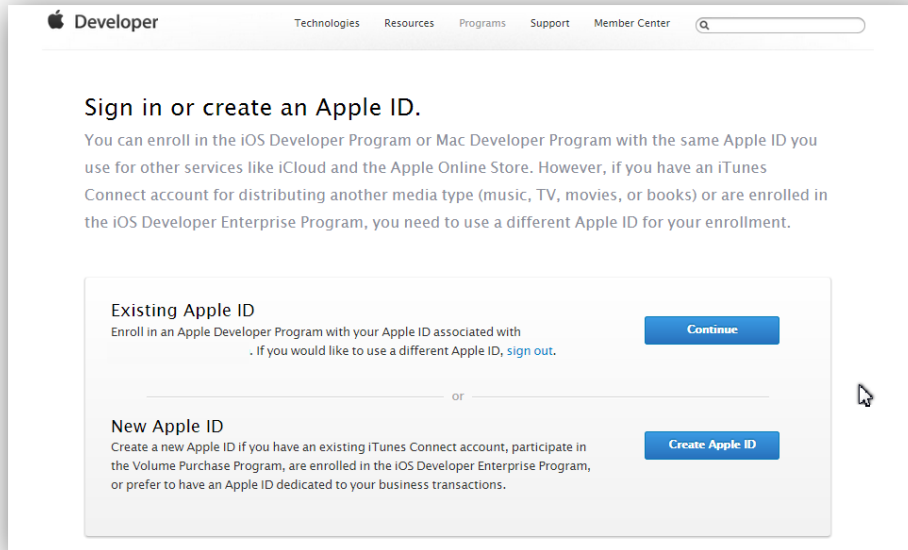 Developer
Technologies Resources Programs Support Member Center
Sign in or create an Apple ID.
You can enroll in the iOS Developer Program or Mac Developer Program with the same Apple ID you
use for other services like iCloud and the Apple Online Store. However, if you have an iTunes
Connect account for distributing another media type (music, TV, movies, or books) or are enrolled in
the iOS Developer Enterprise Program, you need to use a different Apple ID for your enrollment.
Existing Apple ID
Enroll in an Apple Developer Program with your Apple ID associated with
. If you would like to use a different Apple ID, sign out.
Continue
or
New Apple ID
Create a new Apple ID if you have an existing iTunes Connect account, participate in
the Volume Purchase Program, are enrolled in the iOS Developer Enterprise Program,
or prefer to have an Apple ID dedicated to your business transactions.
Create Apple ID